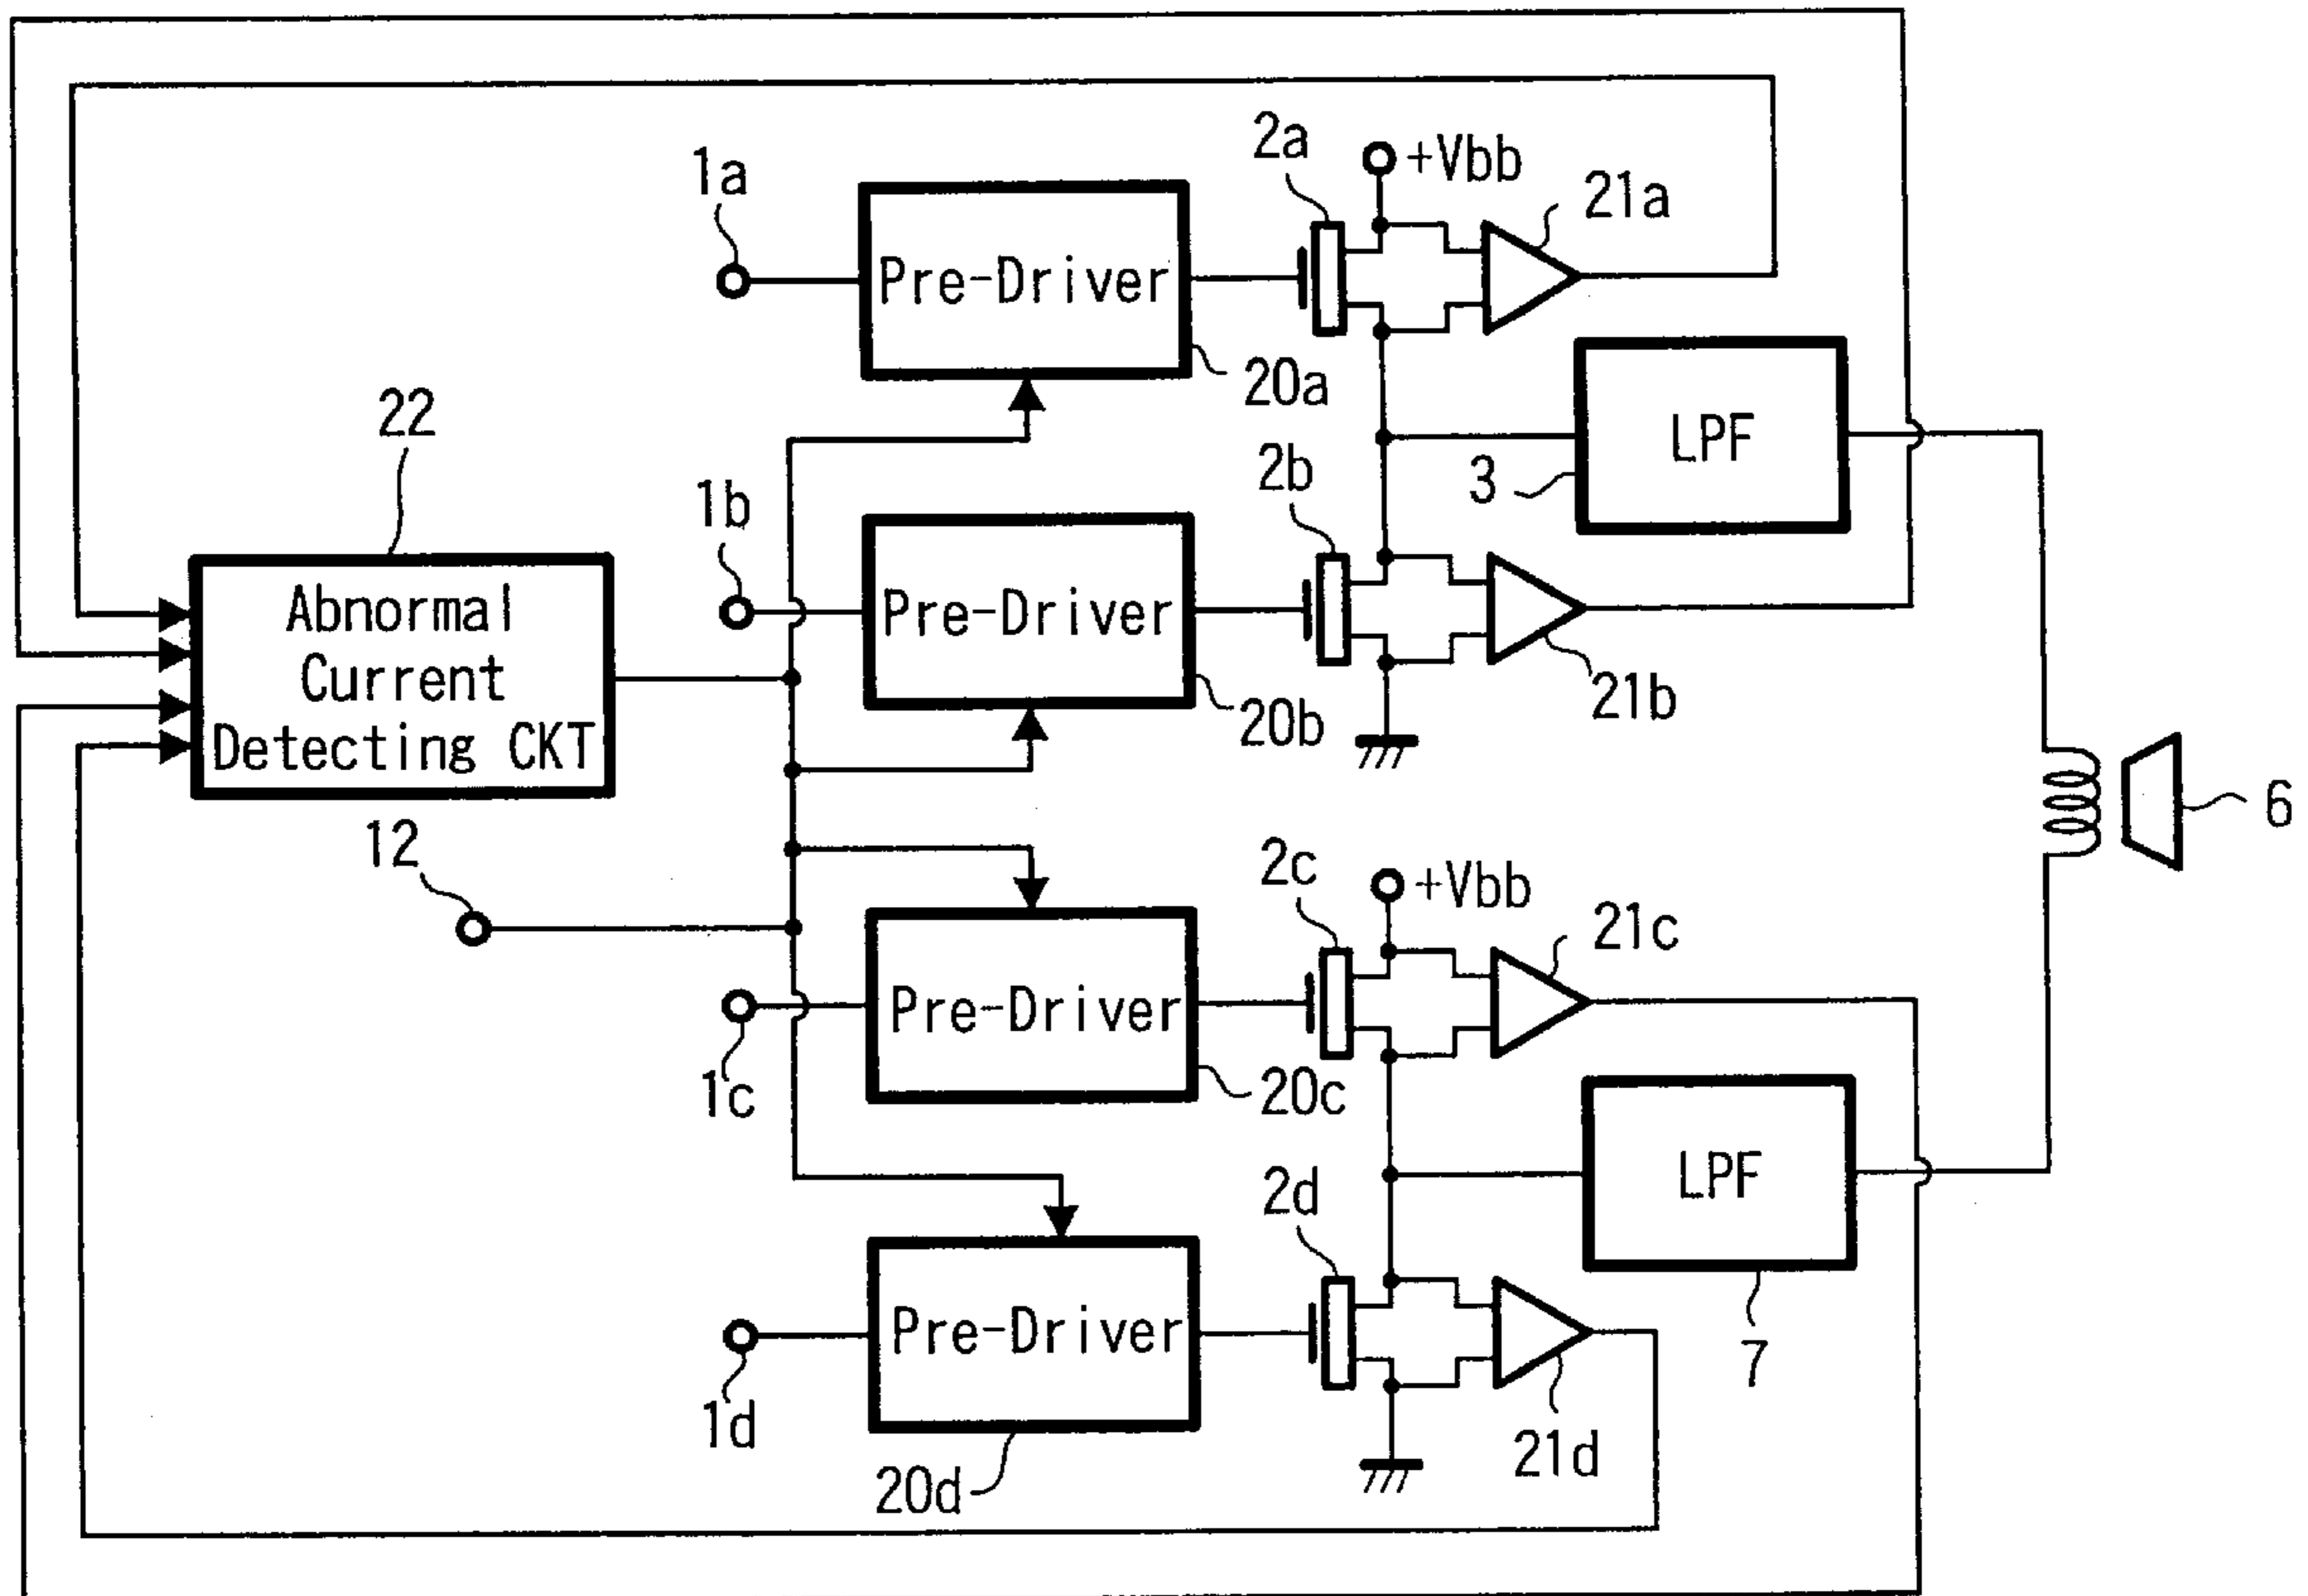 2a
+Vbb
1a
21a
Pre-Driver
20a
LPF
22
3
2b
1b
Abnormal
Current
Detecting CKT
Pre-Driver
21b
20b
6
12
2c
+Vbb
21c
Pre-Driver
1c
20c
LPF
2d
Pre-Driver
7
1d
21d
20d